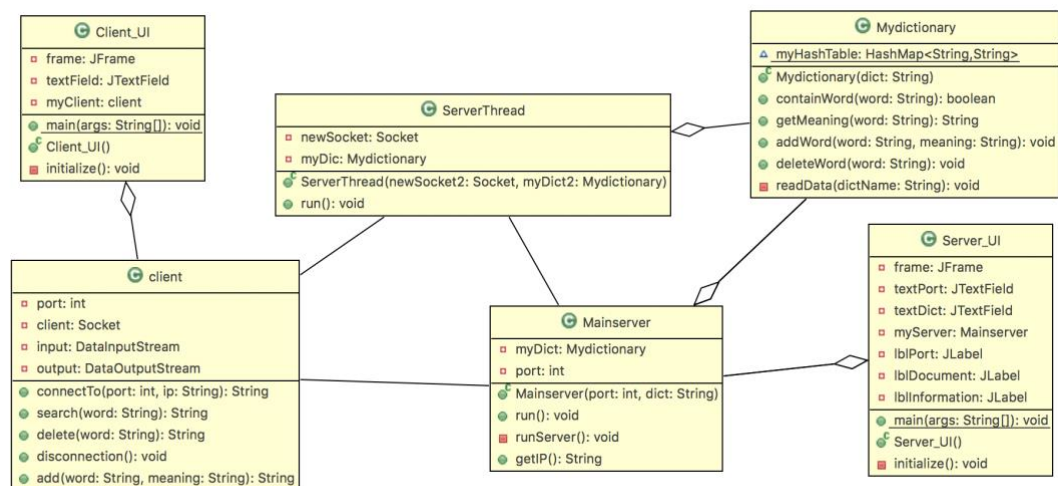 Client_UI
frame: JFrame
textField: JTextField
myClient: client
main(args: String[]): void
Client_UI()
initialize(): void
ServerThread
newSocket: Socket
myDic: Mydictionary
ServerThread(newSocket2: Socket, myDict2: Mydictionary)
run(): void
Mydictionary
myHashTable: HashMap<String,String>
Mydictionary(dict: String)
containWord(word: String): boolean
getMeaning(word: String): String
addWord(word: String, meaning: String): void
deleteWord(word: String): void
readData(dictName: String): void
client
port: int
client: Socket
input: DataInputStream
output: DataOutputStream
connectTo(port: int, ip: String): String
search(word: String): String
delete(word: String): String
disconnection(): void
add(word: String, meaning: String): String
Mainserver
myDict: Mydictionary
port: int
Mainserver(port: int, dict: String)
run(): void
runServer(): void
getIP(): String
Server_UI
frame: JFrame
textPort: JTextField
textDict: JTextField
myServer: Mainserver
lblPort: JLabel
lblDocument: JLabel
lblInformation: JLabel
main(args: String[]): void
Server_UI()
initialize(): void